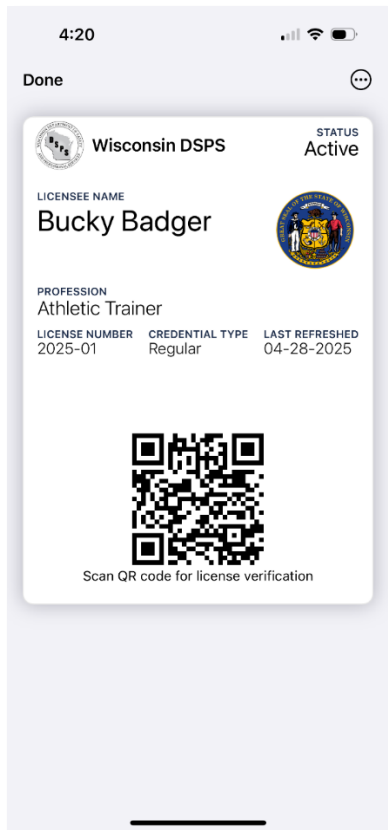 4:20
Done
DSPS
Wisconsin DSPS
STATUS
Active
LICENSEE NAME
Bucky Badger
PROFESSION
Athletic Trainer
LICENSE NUMBER CREDENTIAL TYPE LAST REFRESHED
2025-01 Regular 04-28-2025
Scan QR code for license verification